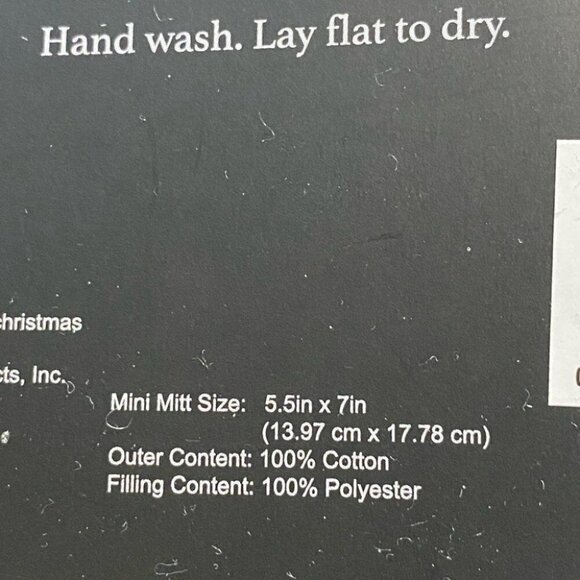 Hand wash. Lay flat to dry.
christmas
cts, Inc.
Mini Mitt Size: 5.5in x 7in
(13.97 cm x 17.78 cm)
Outer Content: 100% Cotton
Filling Content: 100% Polyester